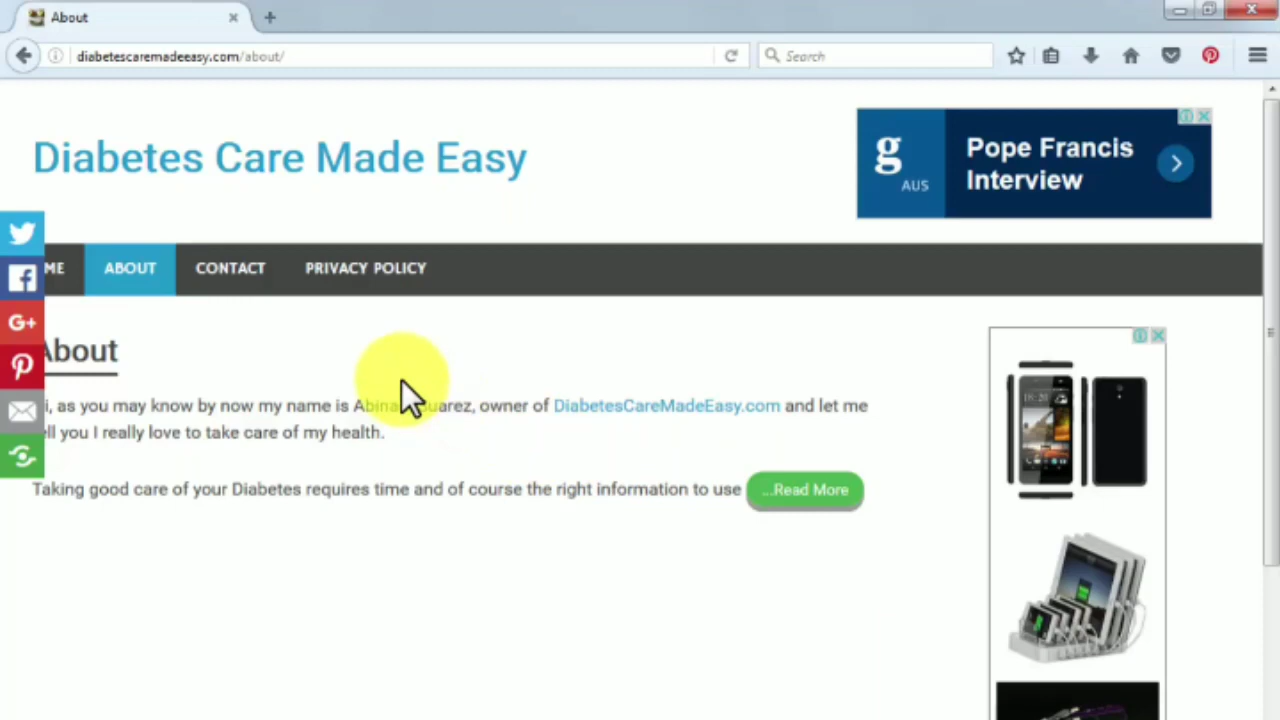 About
diabetescaremadeeasy.com/about/
Search
Diabetes Care Made Easy
g
AUS
Pope Francis
Interview
ME ABOUT CONTACT PRIVACY POLICY
About
i, as you may know by now my name is Suarez, owner of DiabetesCareMadeEasy.com and let me
ell you I really love to take care of my health.
Taking good care of your Diabetes requires time and of course the right information to use ...Read More
G+